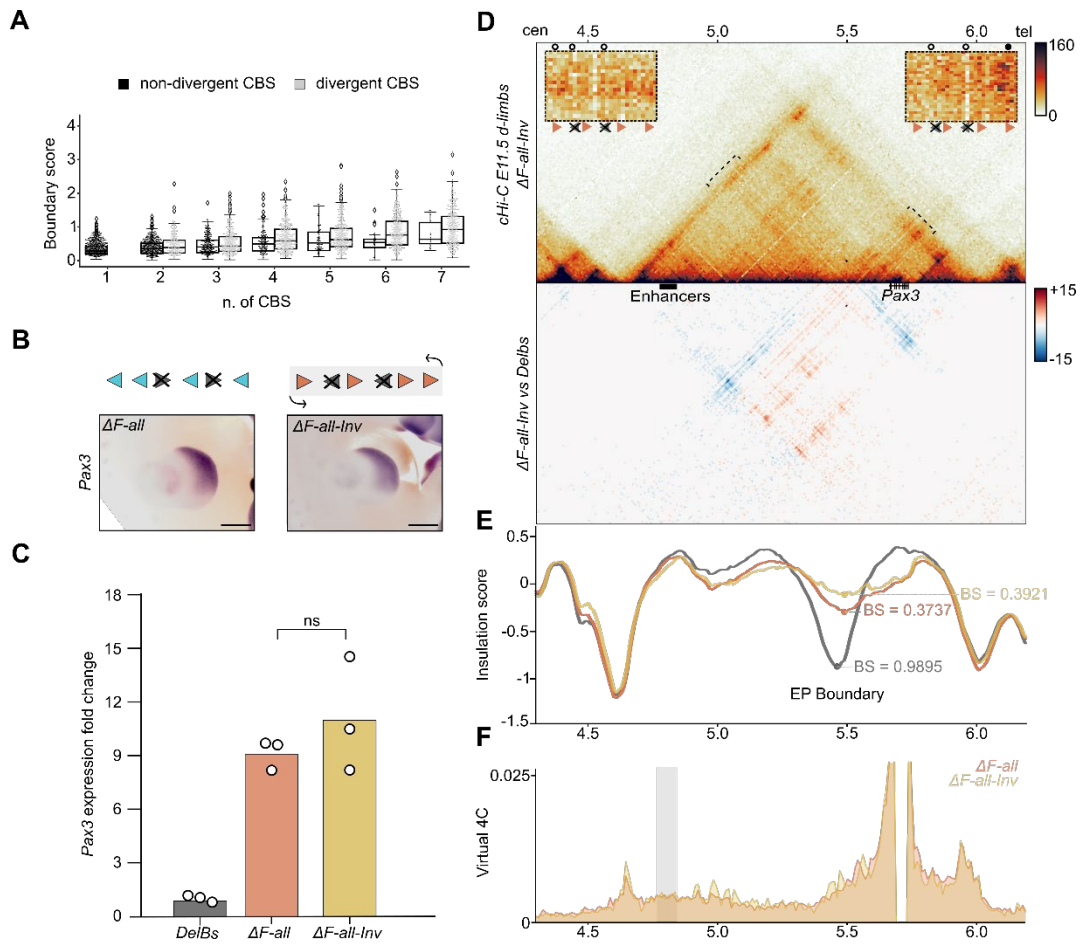 A
non-divergent CBS
divergent CBS
Boundary score
4
3
2
1
0
1 2 3 4 5 6 7
n. of CBS
B
ΔF-all
ΔF-all-Inv
Pax3
C
Pax3 expression fold change
ns
18
15
12
9
6
3
0
DelBs ΔF-all ΔF-all-Inv
D
cen 4.5 5.0 5.5 6.0 tel
cHi-C E11.5 d-limbs
ΔF-all-Inv
160
0
Enhancers
Pax3
ΔF-all-Inv vs Delbs
+15
-15
E
Insulation score
0.5
0
-0.5
-1
-1.5
BS = 0.3921
BS = 0.3737
BS = 0.9895
EP Boundary
4.5 5.0 5.5 6.0
F
Virtual 4C
0.025
0
ΔF-all
ΔF-all-Inv
4.5 5.0 5.5 6.0